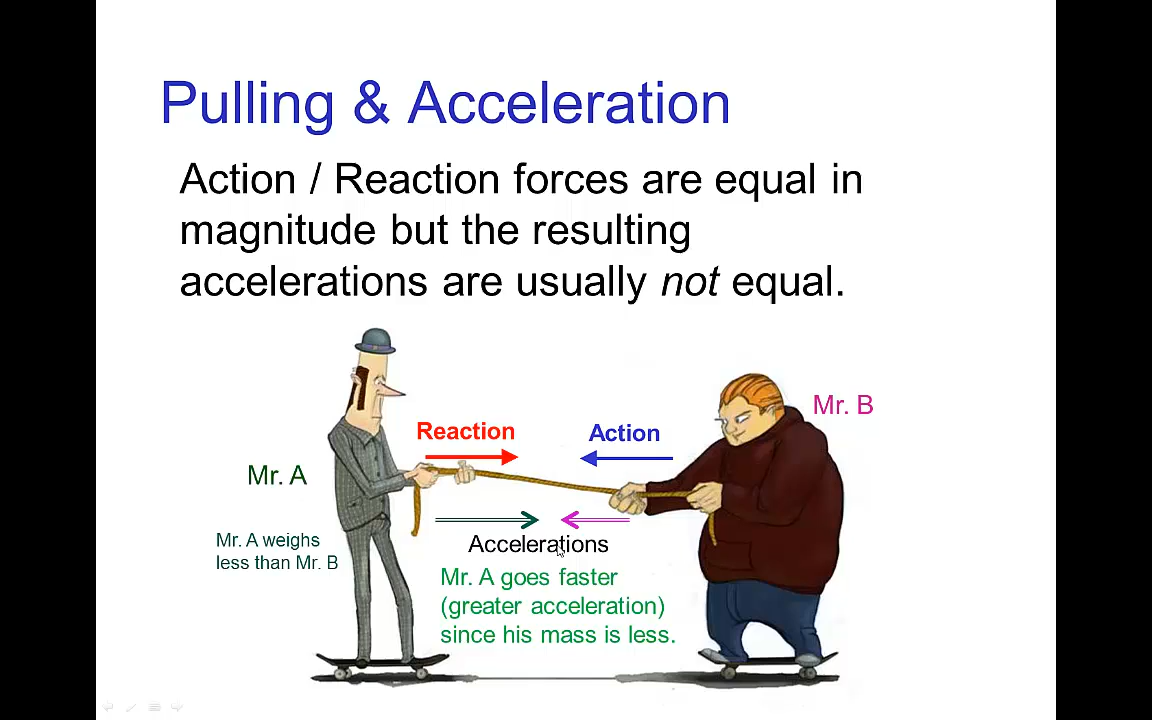 Pulling & Acceleration
Action / Reaction forces are equal in
magnitude but the resulting
accelerations are usually not equal.
Mr. B
Reaction
Action
Mr. A
Mr. A weighs
less than Mr. B
Accelerations
Mr. A goes faster
(greater acceleration)
since his mass is less.